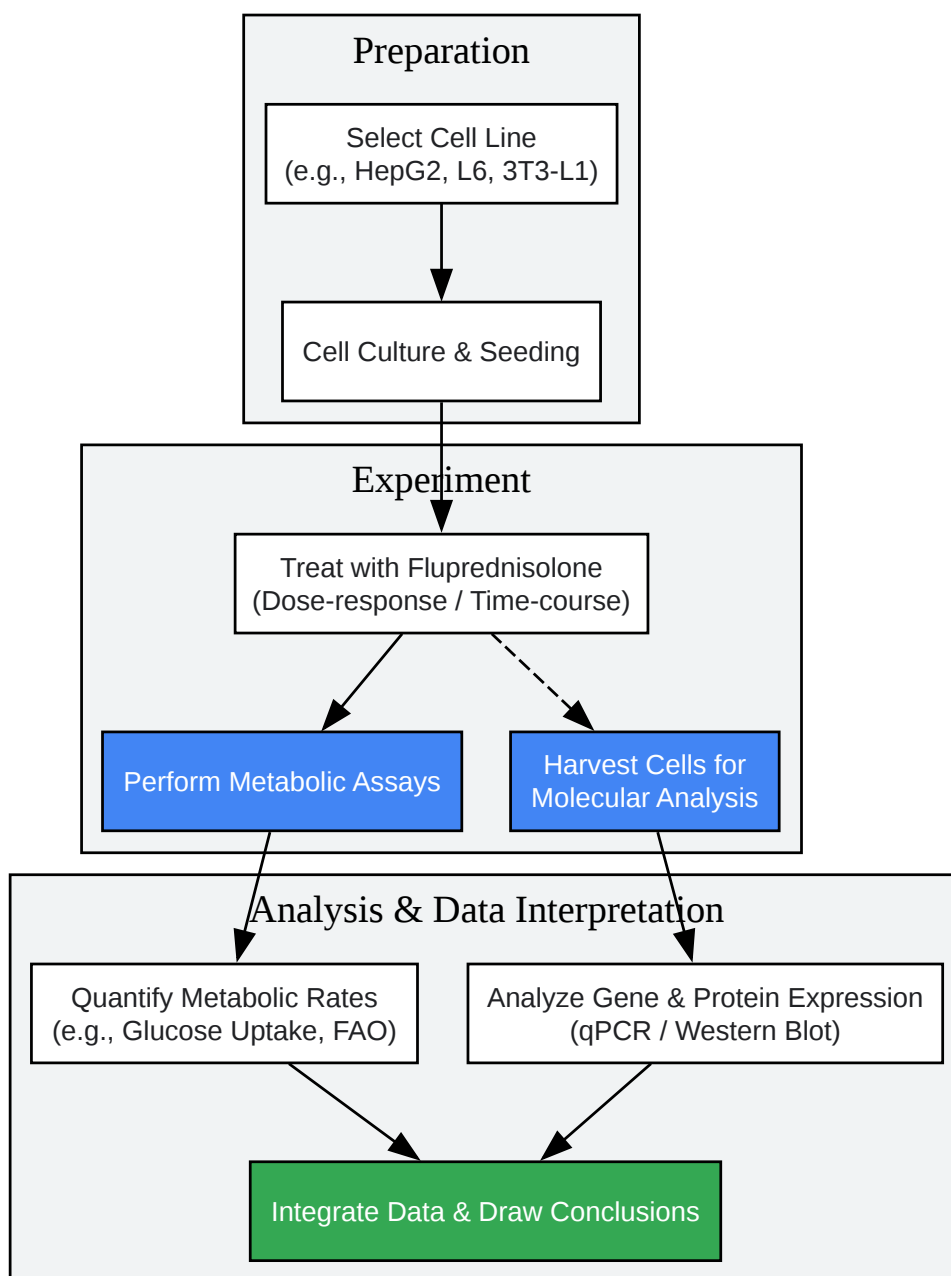 Preparation
Select Cell Line
(e.g., HepG2, L6, 3T3-L1)
Cell Culture & Seeding
Experiment
Treat with Fluprednisolone
(Dose-response / Time-course)
Perform Metabolic Assays
Harvest Cells for
Molecular Analysis
Analysis & Data Interpretation
Quantify Metabolic Rates
(e.g., Glucose Uptake, FAO)
Analyze Gene & Protein Expression
(qPCR / Western Blot)
Integrate Data & Draw Conclusions